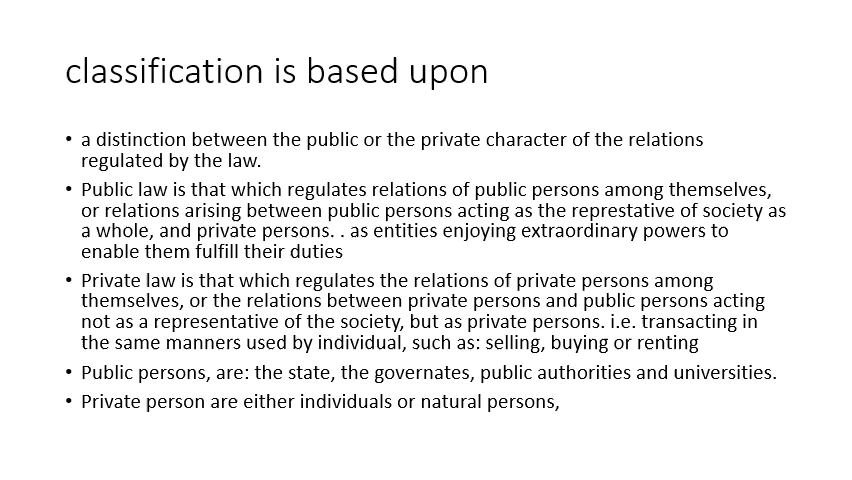 classification is based upon
• a distinction between the public or the private character of the relations
regulated by the law.
• Public law is that which regulates relations of public persons among themselves,
or relations arising between public persons acting as the represtative of society as
a whole, and private persons. . as entities enjoying extraordinary powers to
enable them fulfill their duties
• Private law is that which regulates the relations of private persons among
themselves, or the relations between private persons and public persons acting
not as a representative of the society, but as private persons. i.e. transacting in
the same manners used by individual, such as: selling, buying or renting
• Public persons, are: the state, the governates, public authorities and universities.
• Private person are either individuals or natural persons,